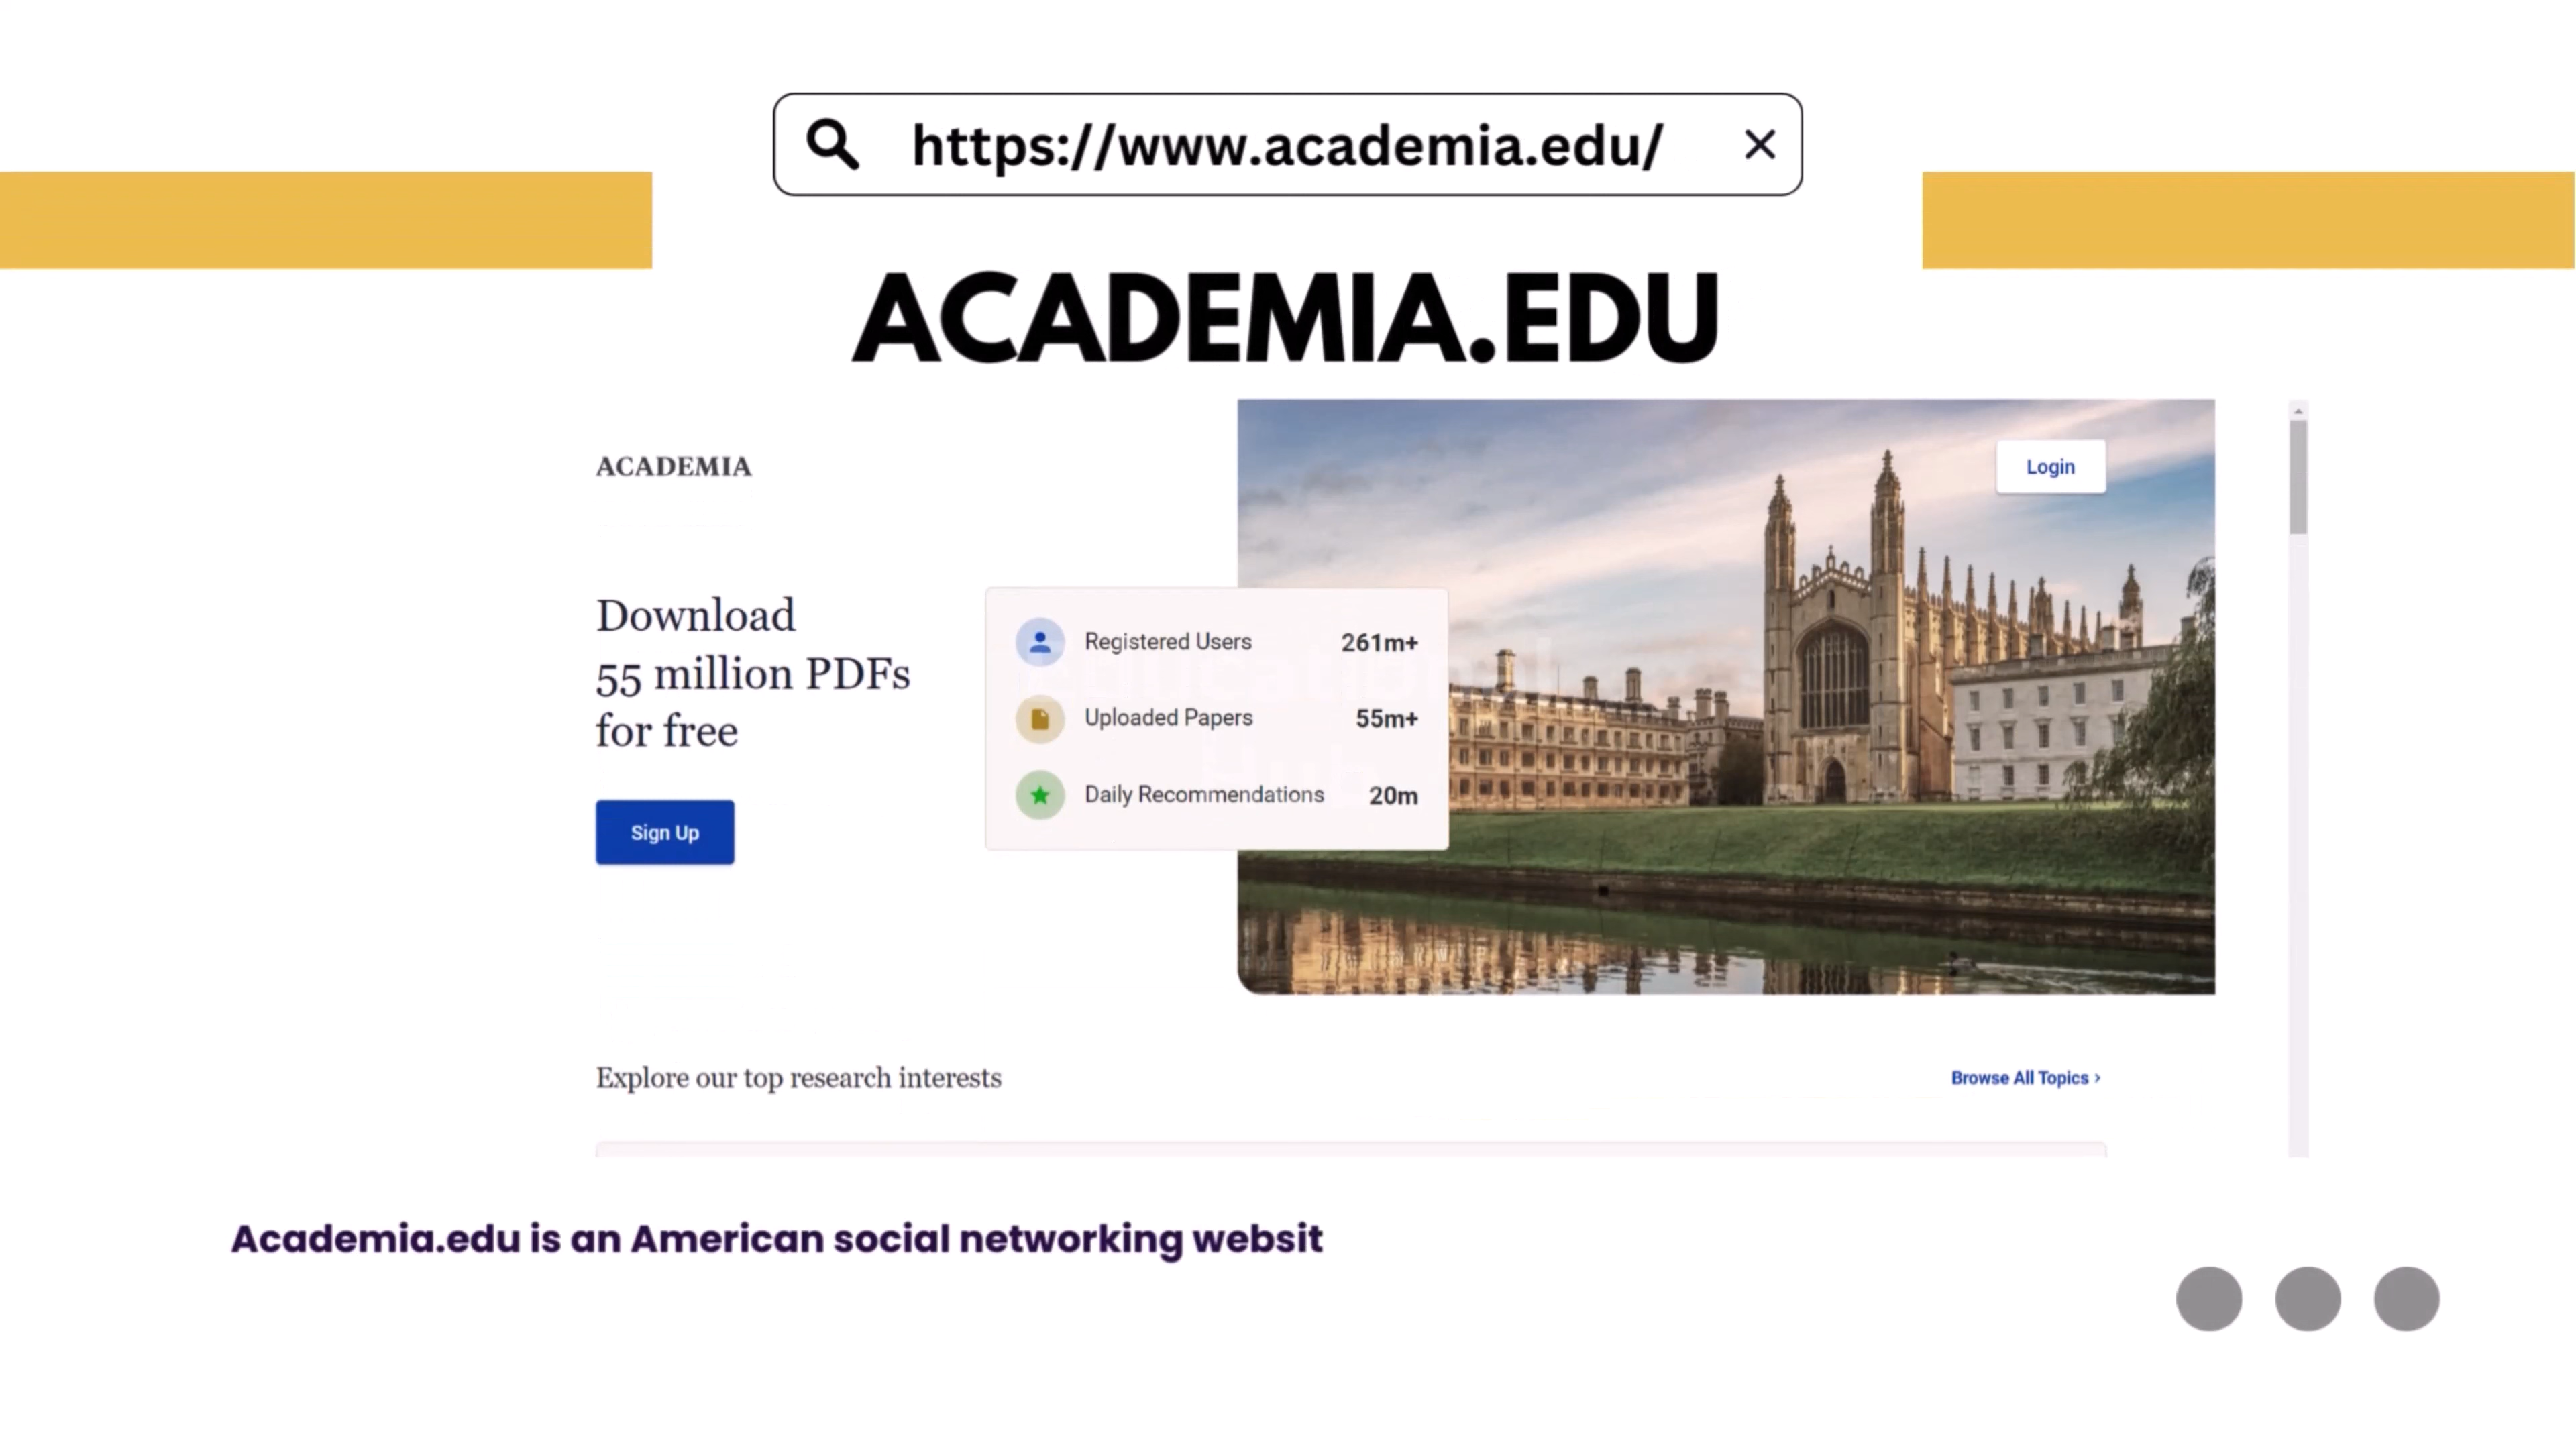 https://www.academia.edu/
ACADEMIA.EDU
ACADEMIA
Login
Download
55 million PDFs
for free
Sign Up
Registered Users 261m+
Uploaded Papers 55m+
Daily Recommendations 20m
educational
Hub
Explore our top research interests
Browse All Topics ›
Academia.edu is an American social networking websit